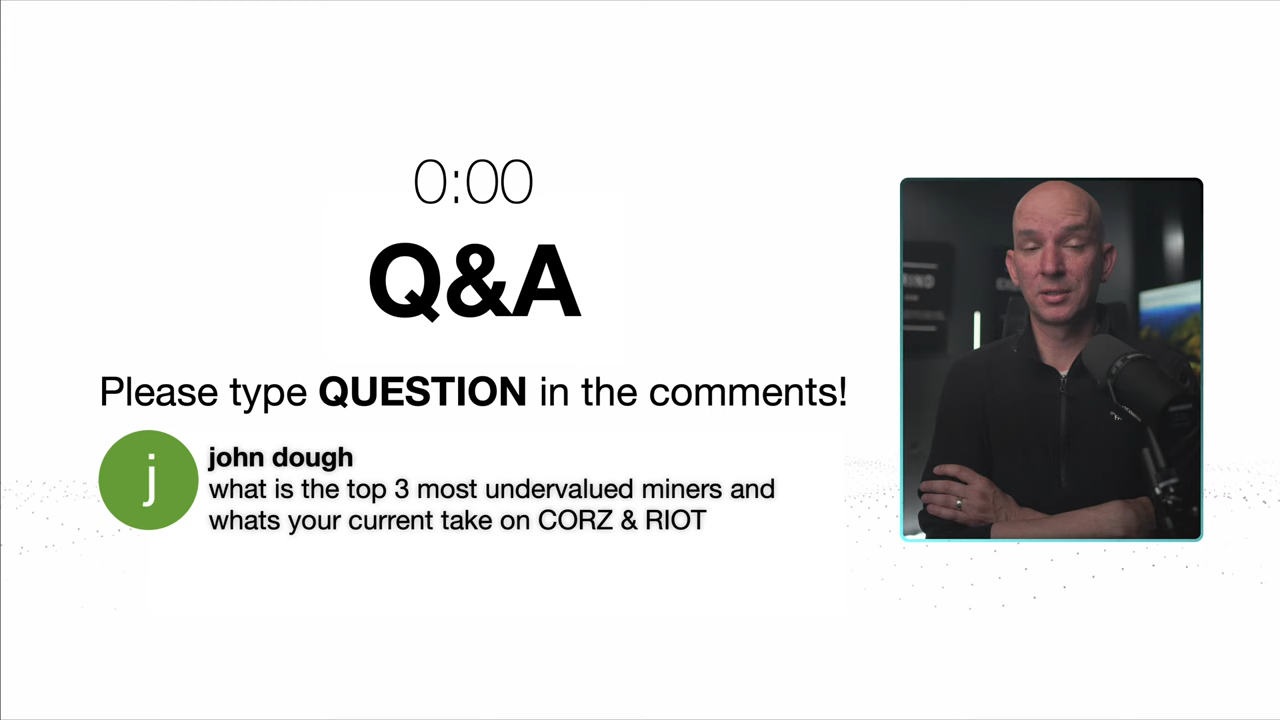 0:00
Q&A
Please type QUESTION in the comments!
j
john dough
what is the top 3 most undervalued miners and
whats your current take on CORZ & RIOT